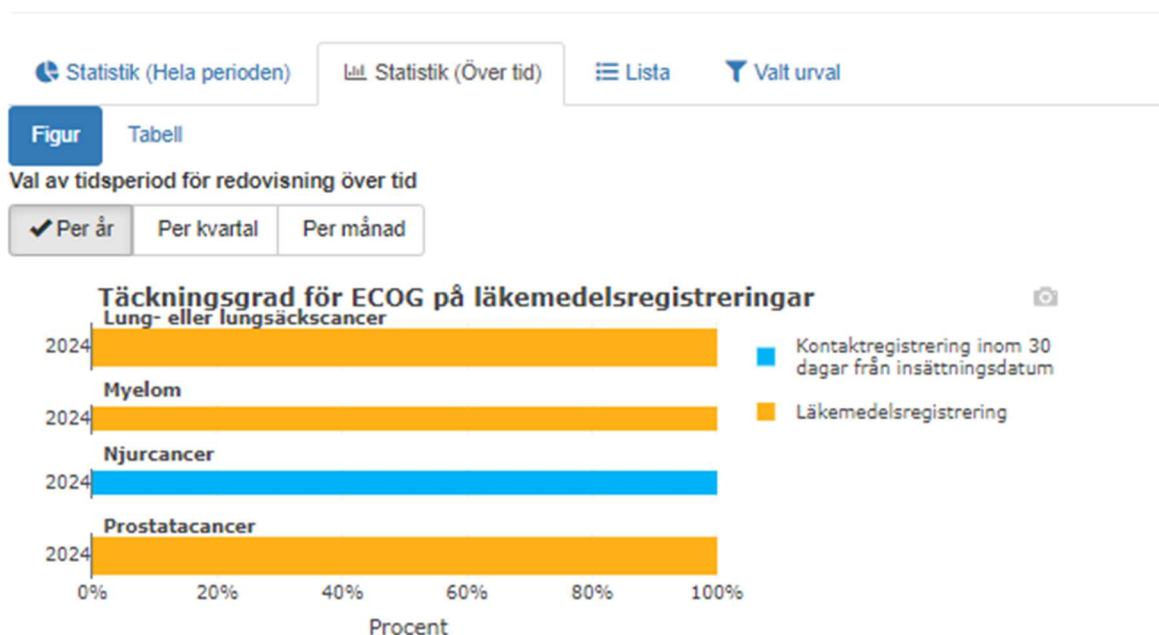 Statistik (Hela perioden) Statistik (Över tid) Lista Valt urval
Figur Tabell
Val av tidsperiod för redovisning över tid
Per år Per kvartal Per månad
Täckningsgrad för ECOG på läkemedelsregistreringar
Lung- eller lungsäckscancer
2024
Myelom
2024
Njurcancer
2024
Prostatacancer
2024
0% 20% 40% 60% 80% 100%
Procent
Kontaktregistrering inom 30
dagar från insättningsdatum
Läkemedelsregistrering